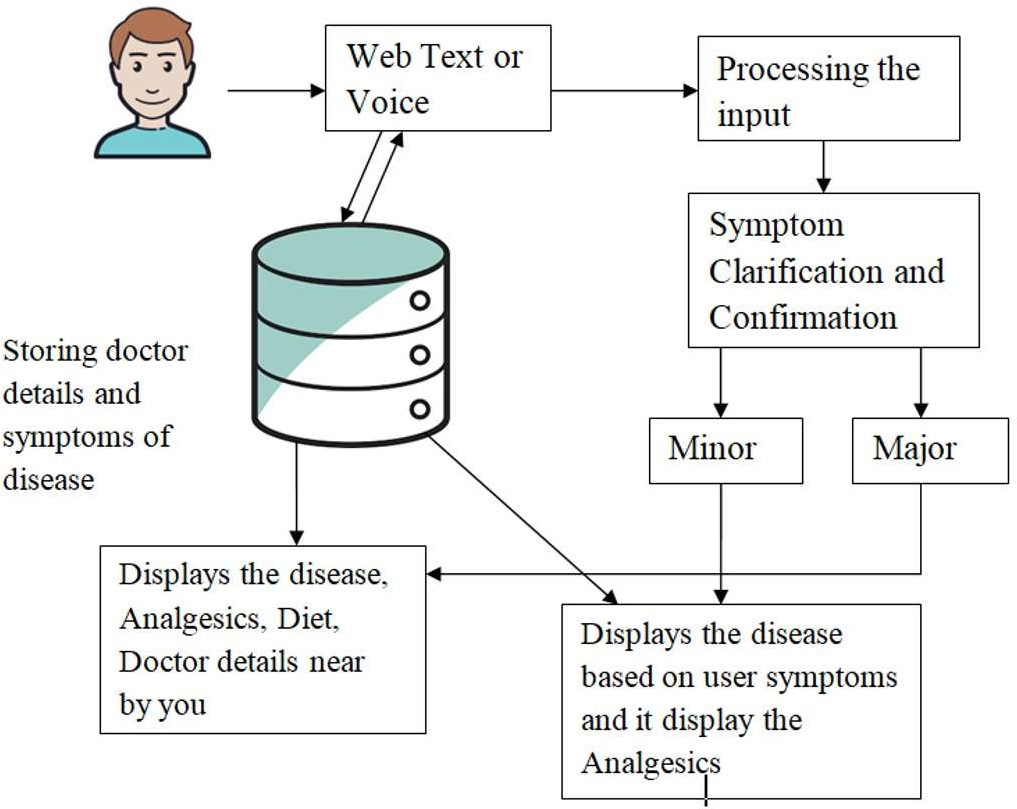 Web Text or
Voice
Processing the
input
Symptom
Clarification and
Confirmation
Storing doctor
details and
symptoms of
disease
Minor
Major
Displays the disease,
Analgesics, Diet,
Doctor details near
by you
Displays the disease
based on user symptoms
and it display the
Analgesics